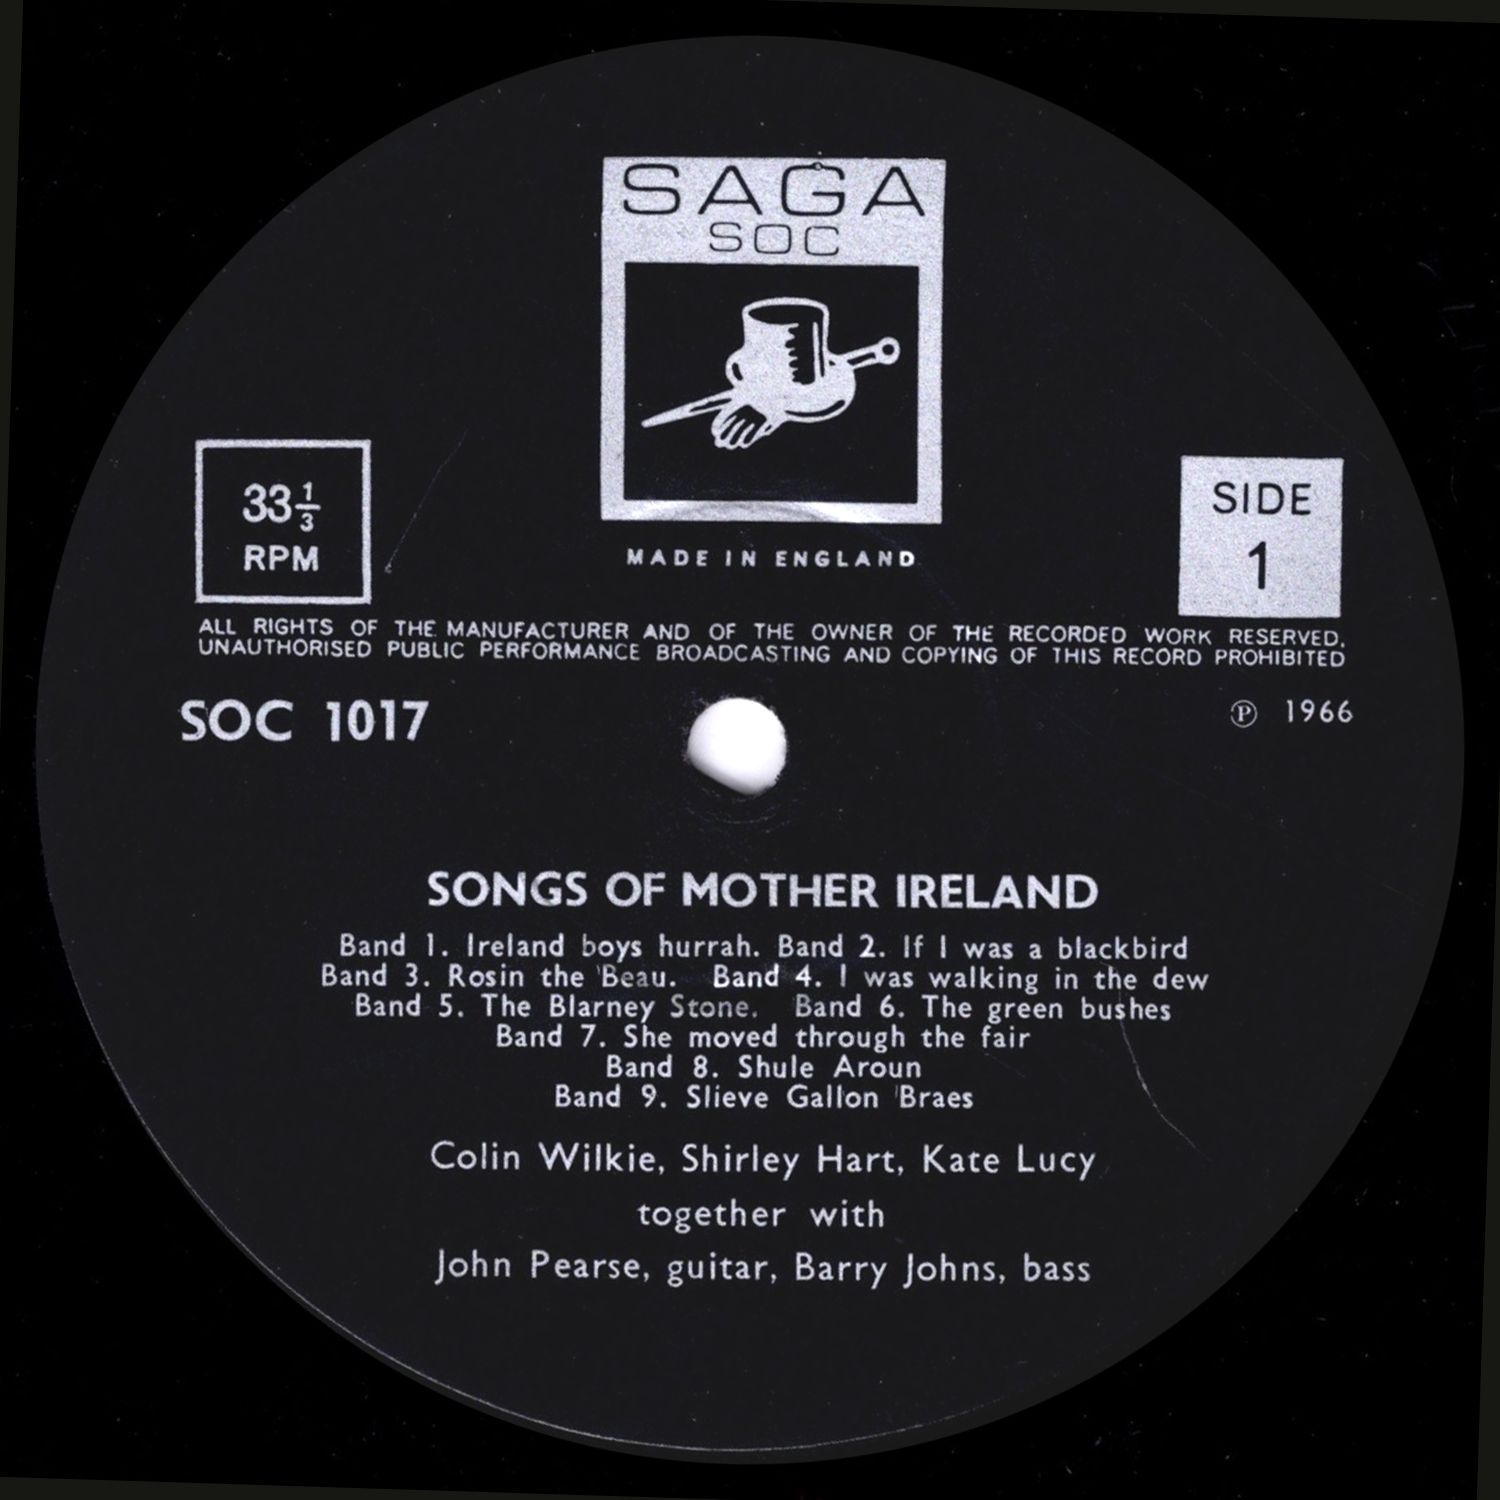 SAGA
SOC
33⅓
RPM
SIDE
1
MADE IN ENGLAND
ALL RIGHTS OF THE MANUFACTURER AND OF THE OWNER OF THE RECORDED WORK RESERVED.
UNAUTHORISED PUBLIC PERFORMANCE BROADCASTING AND COPYING OF THIS RECORD PROHIBITED
SOC 1017
℗ 1966
SONGS OF MOTHER IRELAND
Band 1. Ireland boys hurrah. Band 2. If I was a blackbird
Band 3. Rosin the 'Beau. Band 4. I was walking in the dew
Band 5. The Blarney Stone. Band 6. The green bushes
Band 7. She moved through the fair
Band 8. Shule Aroun
Band 9. Slieve Gallon 'Braes
Colin Wilkie, Shirley Hart, Kate Lucy
together with
John Pearse, guitar, Barry Johns, bass